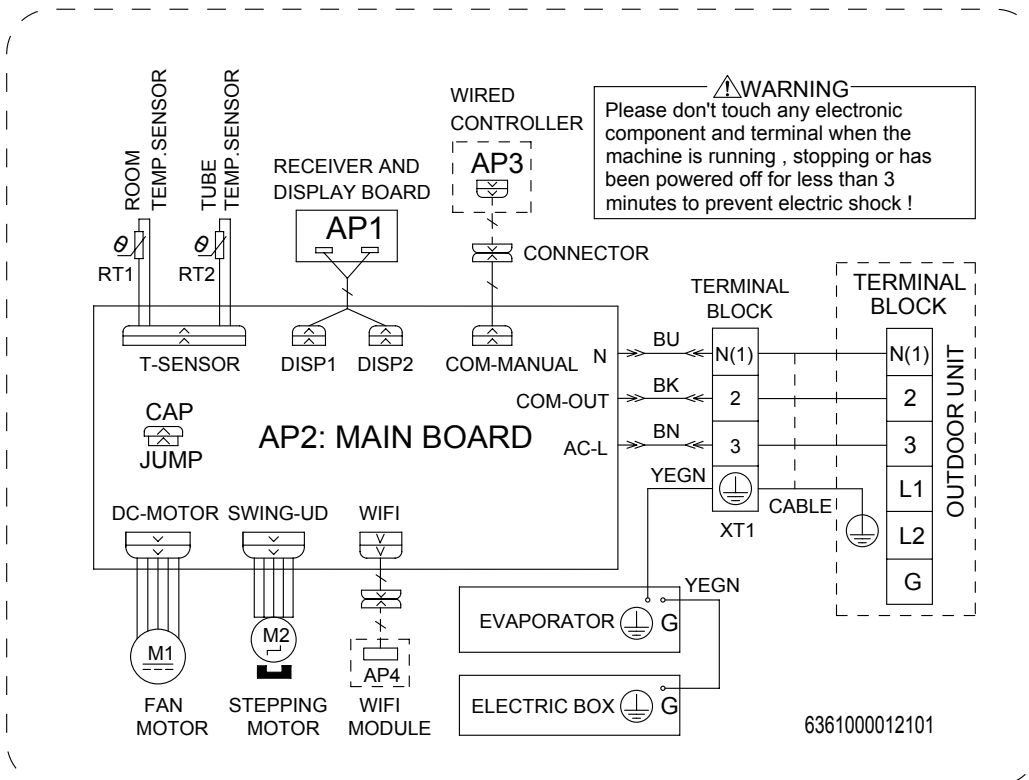 ROOM
TEMP.SENSOR
TUBE
TEMP.SENSOR
RT1
RT2
RECEIVER AND
DISPLAY BOARD
AP1
WIRED
CONTROLLER
AP3
CONNECTOR
WARNING
Please don't touch any electronic
component and terminal when the
machine is running , stopping or has
been powered off for less than 3
minutes to prevent electric shock !
T-SENSOR
DISP1
DISP2
COM-MANUAL
N
COM-OUT
AC-L
CAP
JUMP
AP2: MAIN BOARD
DC-MOTOR
SWING-UD
WIFI
BU
BK
BN
YEGN
TERMINAL
BLOCK
N(1)
2
3
XT1
CABLE
TERMINAL
BLOCK
N(1)
2
3
L1
L2
G
OUTDOOR UNIT
M1
FAN
MOTOR
M2
STEPPING
MOTOR
AP4
WIFI
MODULE
EVAPORATOR
G
YEGN
ELECTRIC BOX
G
6361000012101